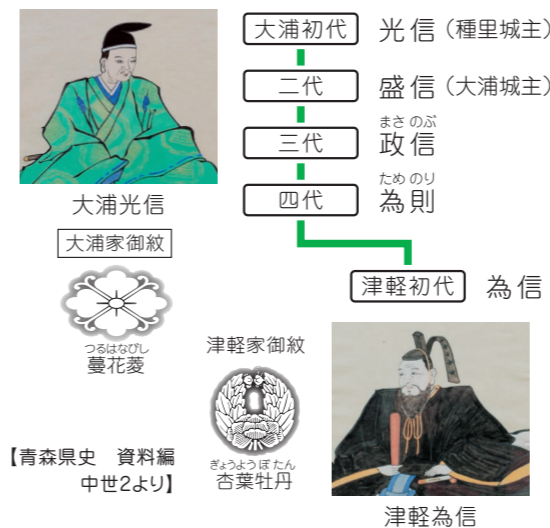 大浦初代 光信（種里城主）
二代 盛信（大浦城主）
まさのぶ
三代 政信
ためのり
四代 為則
津軽初代 為信
大浦光信
大浦家御紋
つるはなびし
蔓花菱
津軽家御紋
ぎょうようぼたん
杏葉牡丹
【青森県史 資料編
中世2より】
津軽為信